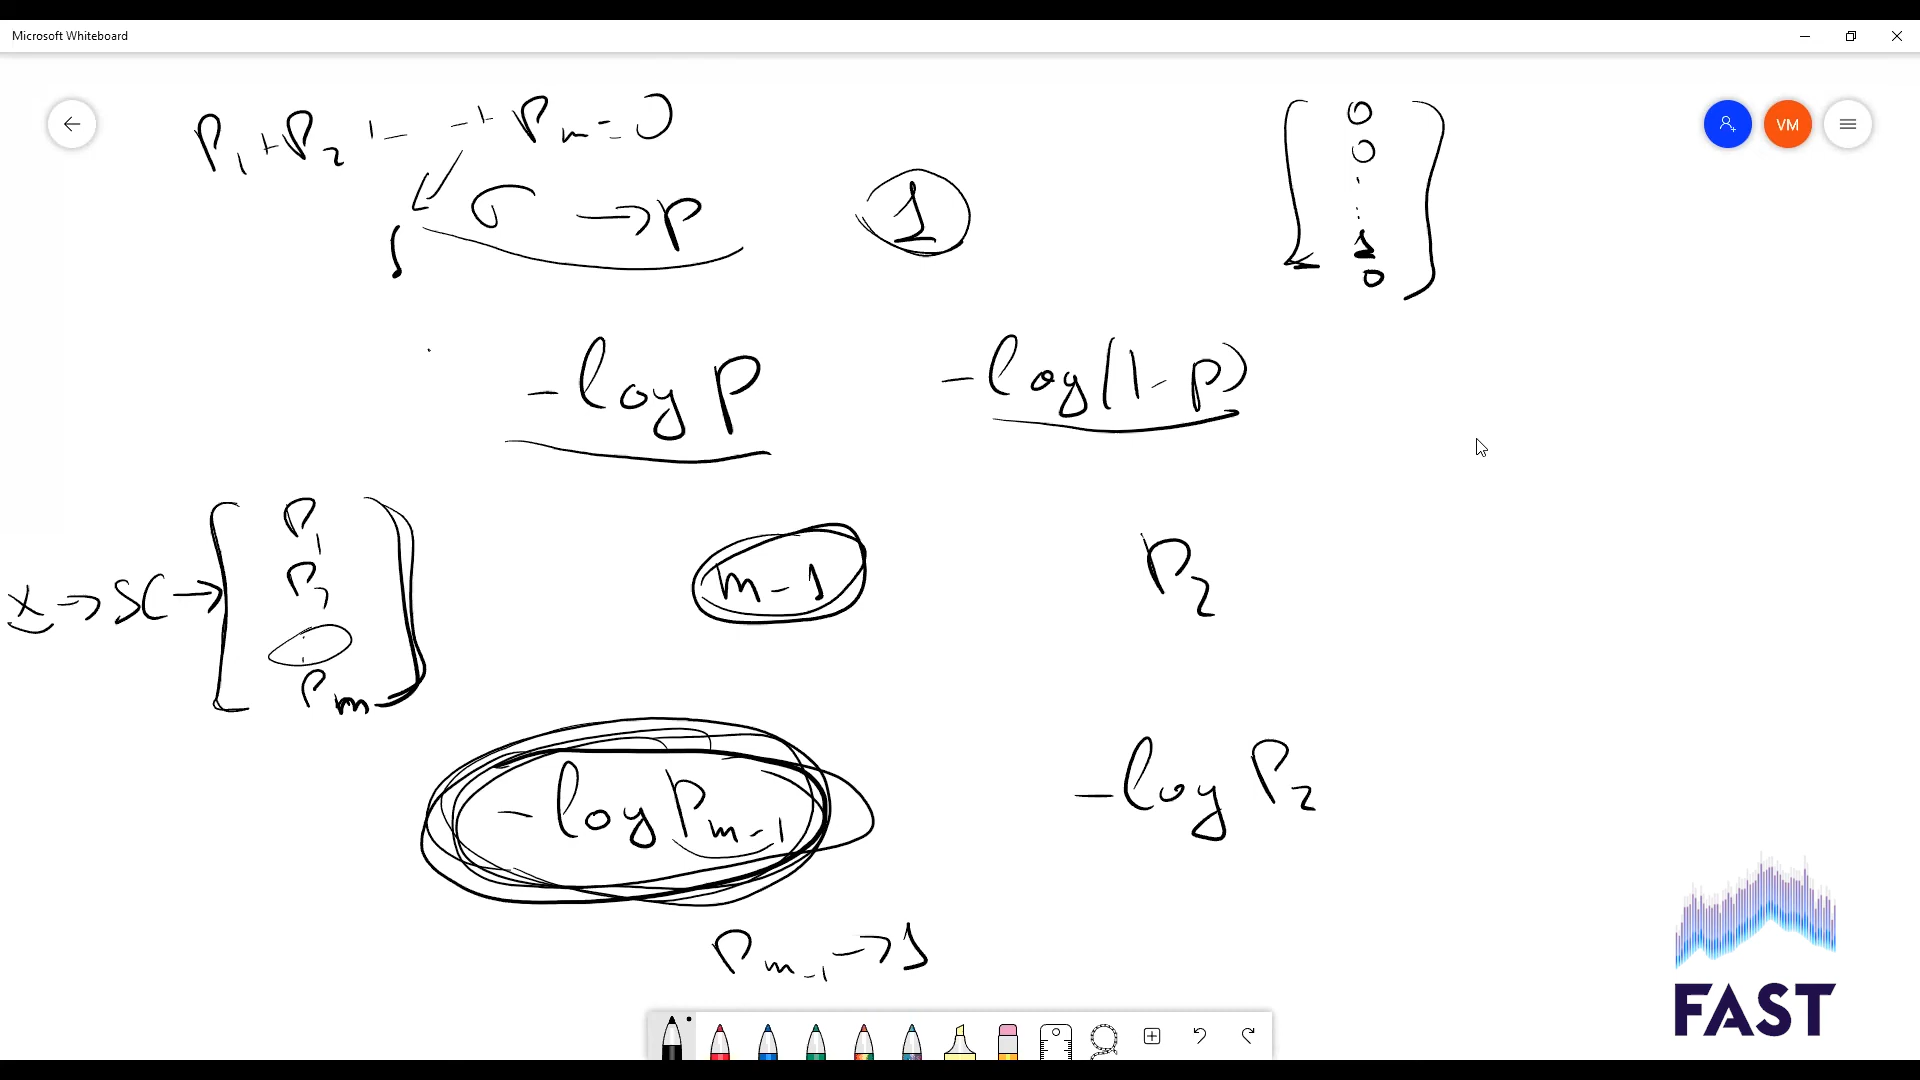 Microsoft Whiteboard
P1 + P2 + - - + Pm = 0
σ → p
1
0
0
.
.
1
0
VM
- log p
- log(1 - p)
x → SC →
P1
P2
Pm
m - 1
P2
- log Pm-1
- log P2
Pm-1 → 1
FAST